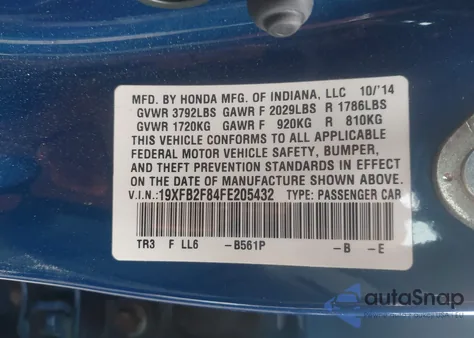 MFD. BY HONDA MFG. OF INDIANA, LLC 10/'14
GVWR 3792LBS GAWR F 2029LBS R 1786LBS
GVWR 1720KG GAWR F 920KG R 810KG
THIS VEHICLE CONFORMS TO ALL APPLICABLE
FEDERAL MOTOR VEHICLE SAFETY, BUMPER,
AND THEFT PREVENTION STANDARDS IN EFFECT
ON THE DATE OF MANUFACTURE SHOWN ABOVE.
V.I.N.: 19XFB2F84FE205432 TYPE: PASSENGER CAR
TR3 F LL6 -B561P -B -E
autoSnap